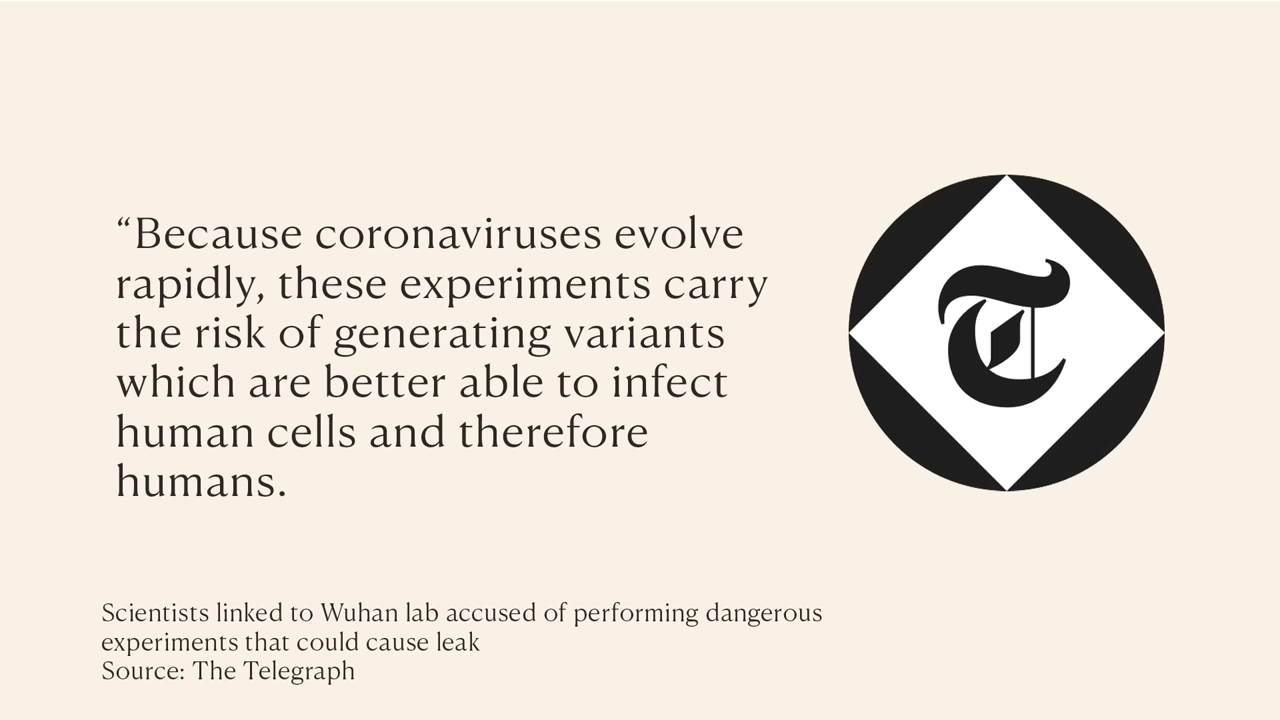 “Because coronaviruses evolve
rapidly, these experiments carry
the risk of generating variants
which are better able to infect
human cells and therefore
humans.
T
Scientists linked to Wuhan lab accused of performing dangerous
experiments that could cause leak
Source: The Telegraph